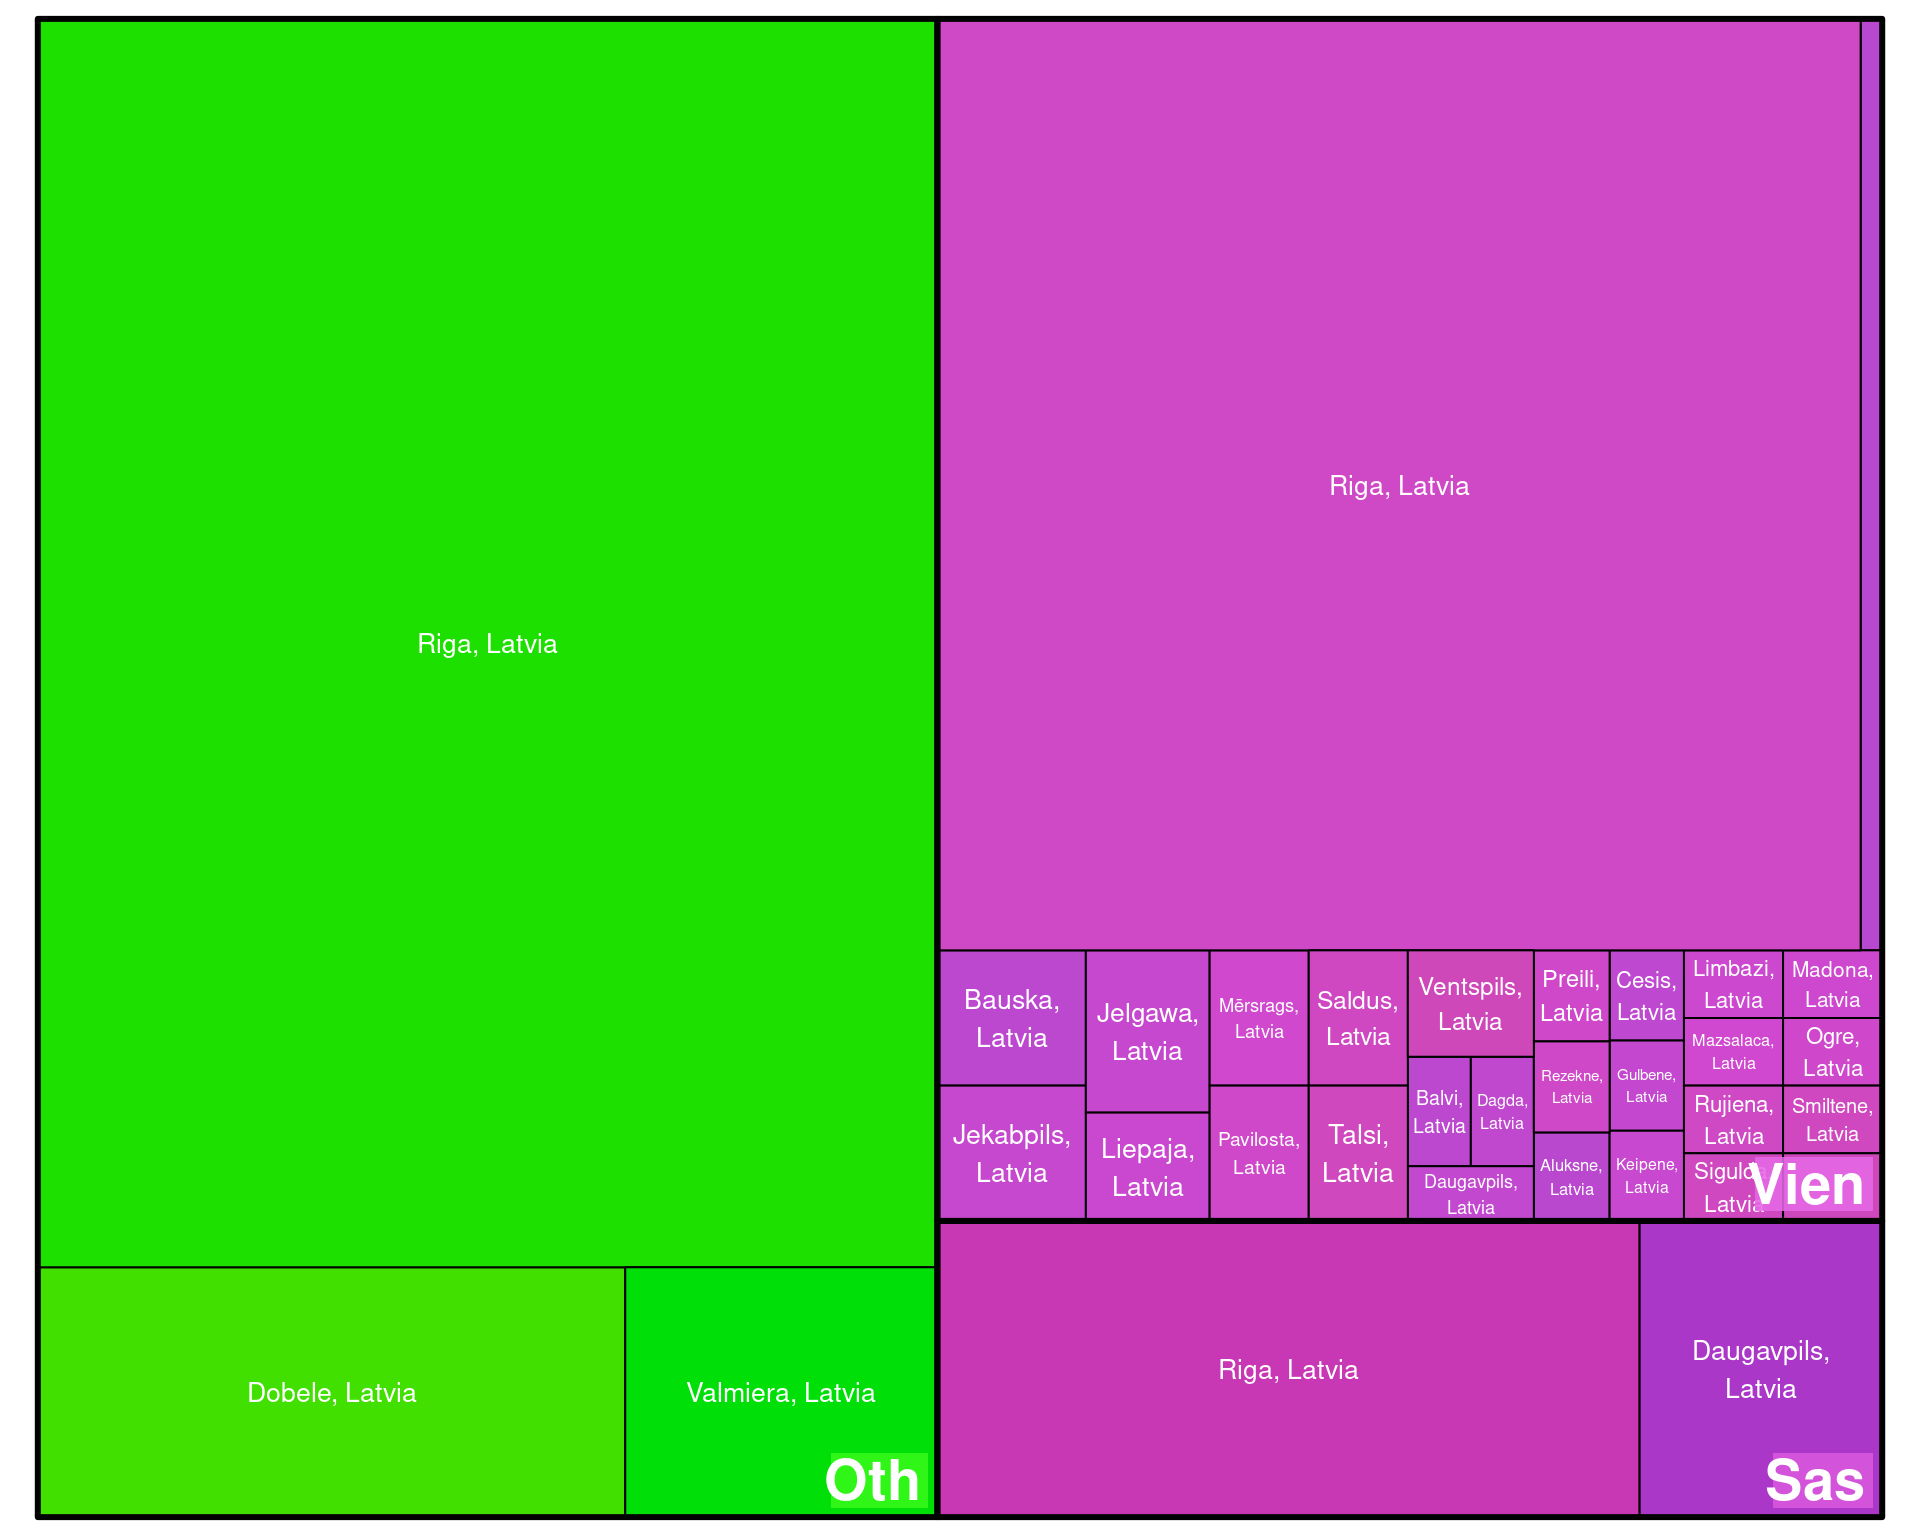 Riga, Latvia
Dobele, Latvia
Valmiera, Latvia
Oth
Riga, Latvia
Bauska,
Latvia
Jekabpils,
Latvia
Jelgawa,
Latvia
Liepaja,
Latvia
Mērsrags,
Latvia
Pavilosta,
Latvia
Saldus,
Latvia
Talsi,
Latvia
Ventspils,
Latvia
Balvi,
Latvia
Dagda,
Latvia
Daugavpils,
Latvia
Preili,
Latvia
Rezekne,
Latvia
Aluksne,
Latvia
Cesis,
Latvia
Gulbene,
Latvia
Keipene,
Latvia
Limbazi,
Latvia
Mazsalaca,
Latvia
Rujiena,
Latvia
Latvia
Madona,
Latvia
Ogre,
Latvia
Smiltene,
Latvia
Vien
Riga, Latvia
Daugavpils,
Latvia
Sas